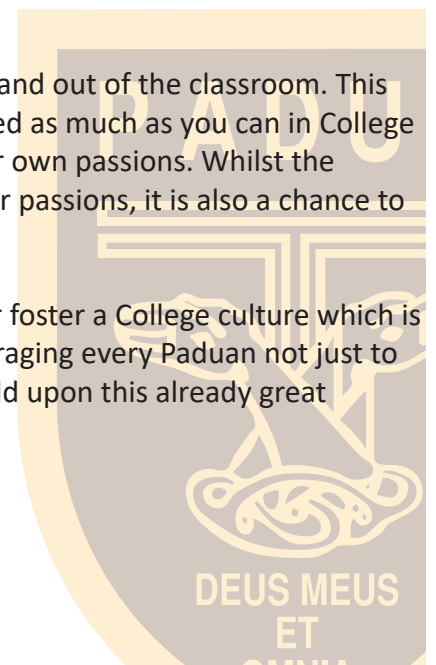 PADU
and out of the classroom. This
ed as much as you can in College
r own passions. Whilst the
r passions, it is also a chance to
r foster a College culture which is
raging every Paduan not just to
ld upon this already great
DEUS MEUS
ET
OMNIA